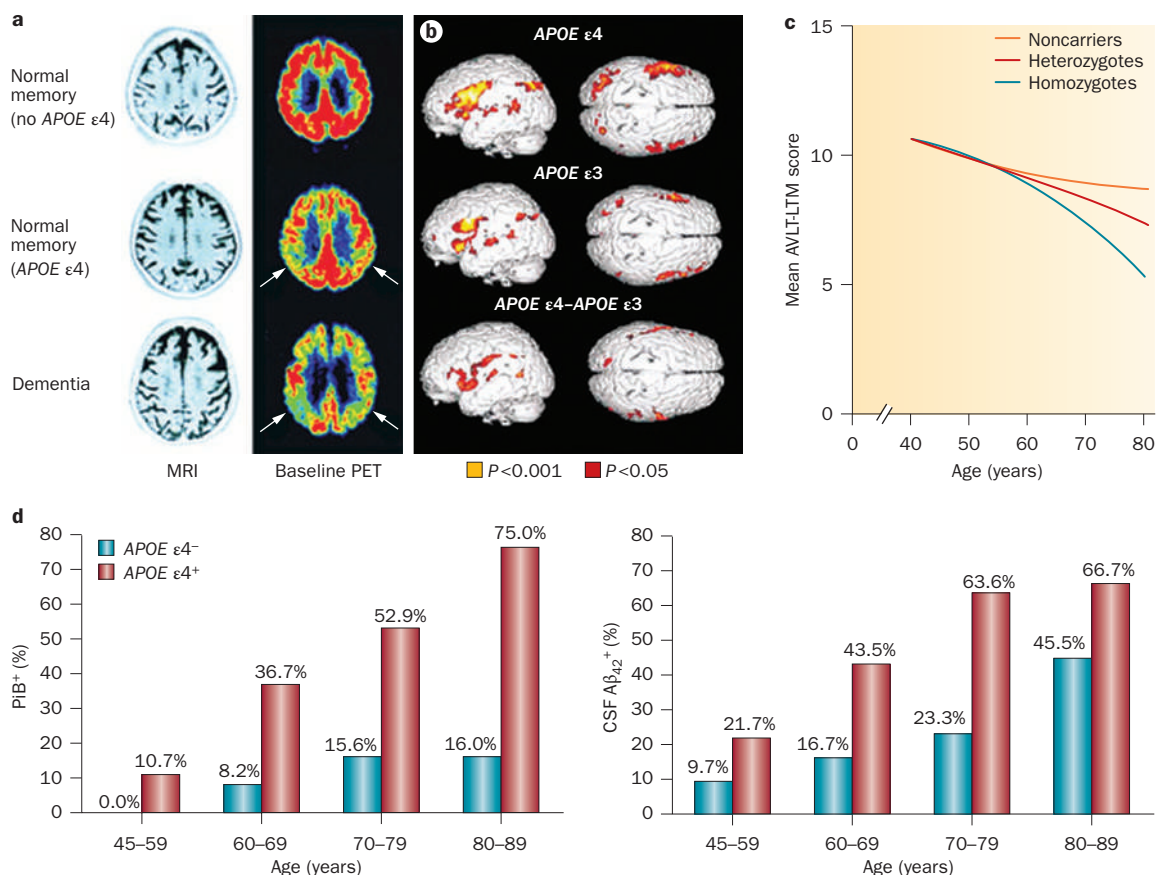 a
Normal
memory
(no APOE ε4)
Normal
memory
(APOE ε4)
Dementia
MRI
Baseline PET
b
APOE ε4
APOE ε3
APOE ε4–APOE ε3
P<0.001
P<0.05
c
Noncarriers
Heterozygotes
Homozygotes
Mean AVLT-LTM score
15
10
5
0
0 40 50 60 70 80
Age (years)
d
APOE ε4⁻
APOE ε4⁺
PiB⁺ (%)
80
70
60
50
40
30
20
10
0
0.0%
10.7%
8.2%
36.7%
15.6%
52.9%
16.0%
75.0%
45–59 60–69 70–79 80–89
Age (years)
CSF Aβ₄₂⁺ (%)
80
70
60
50
40
30
20
10
0
9.7%
21.7%
16.7%
43.5%
23.3%
63.6%
45.5%
66.7%
45–59 60–69 70–79 80–89
Age (years)